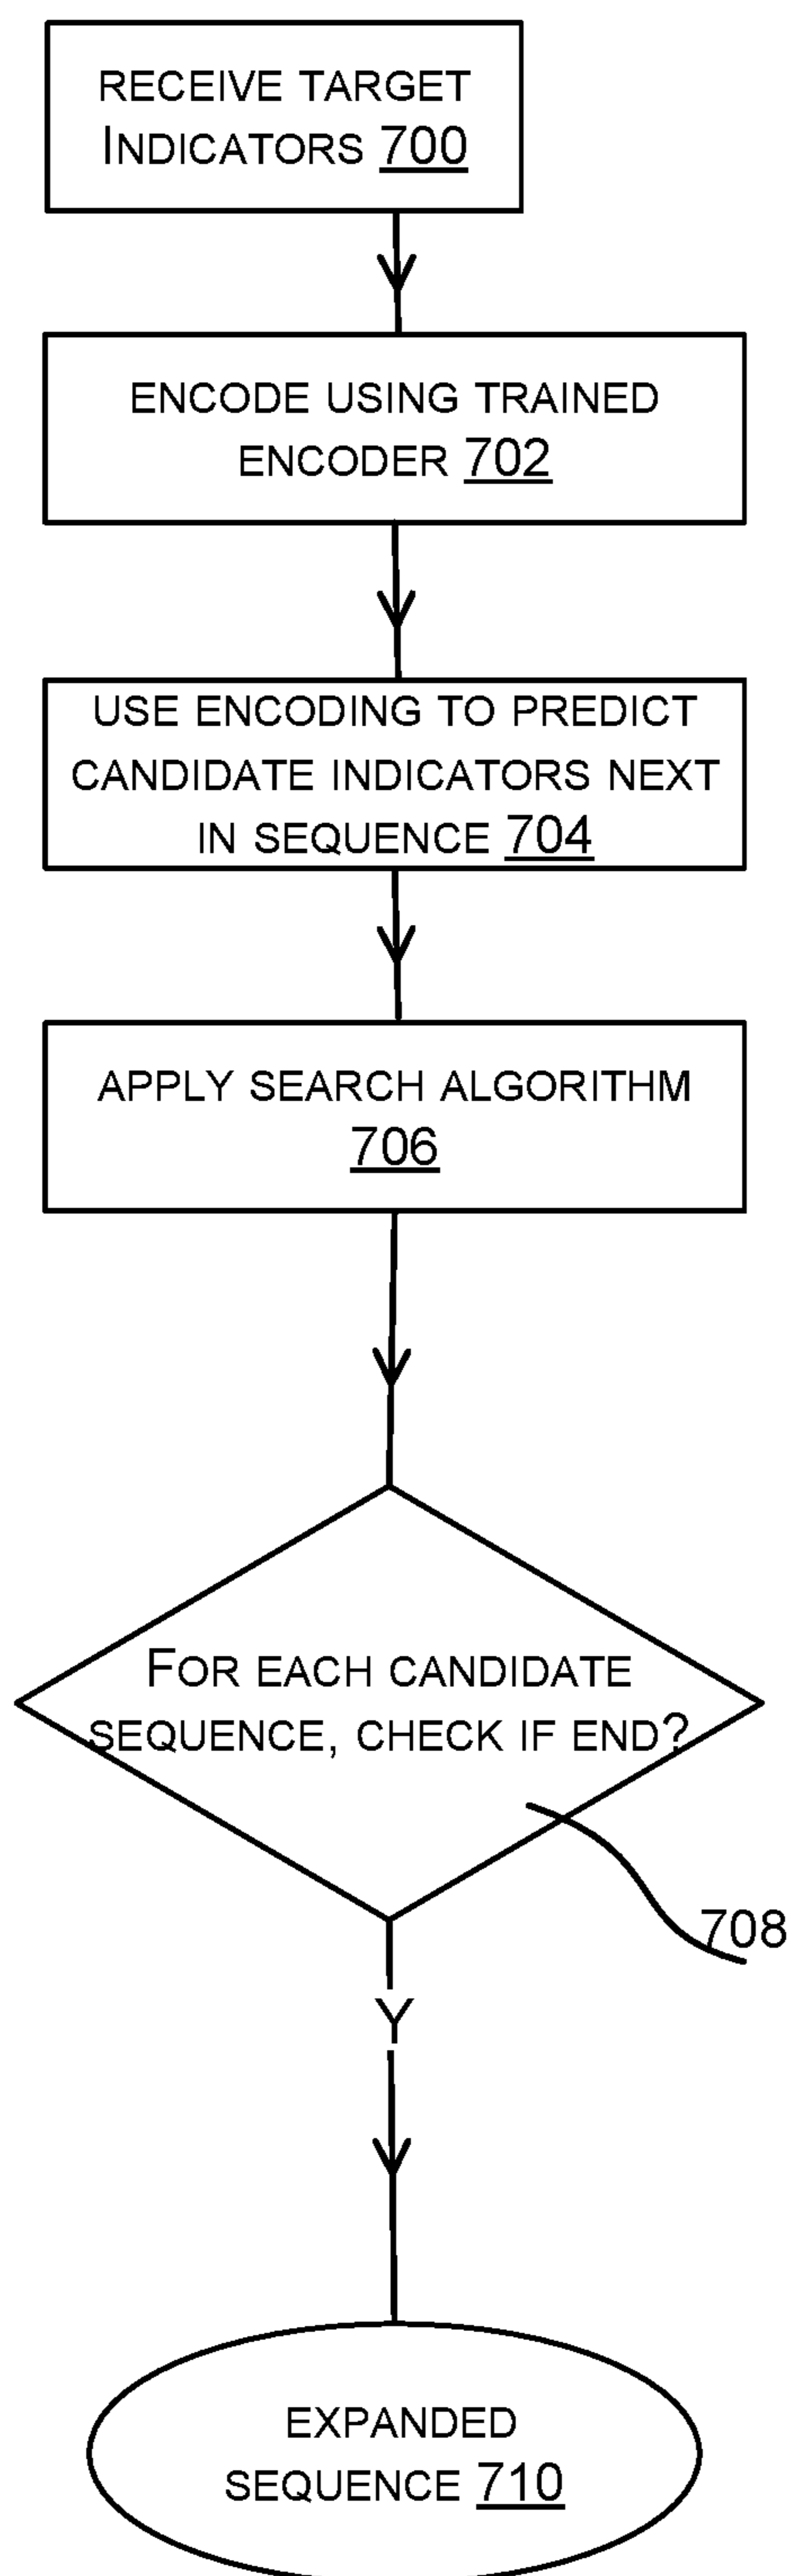 RECEIVE TARGET
INDICATORS 700
ENCODE USING TRAINED
ENCODER 702
USE ENCODING TO PREDICT
CANDIDATE INDICATORS NEXT
IN SEQUENCE 704
APPLY SEARCH ALGORITHM
706
FOR EACH CANDIDATE
SEQUENCE, CHECK IF END?
708
Y
EXPANDED
SEQUENCE 710